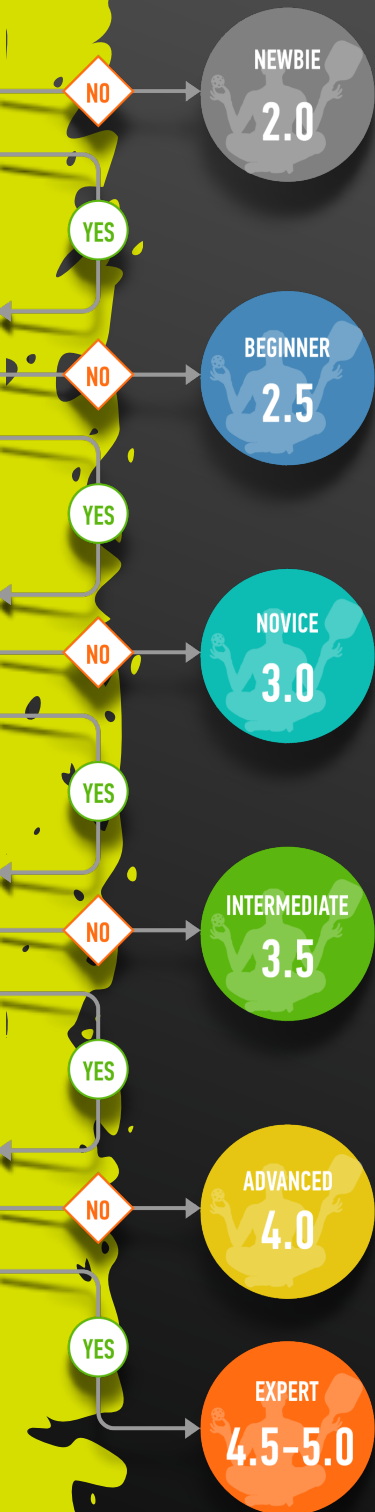 NO
NEWBIE
2.0
YES
NO
BEGINNER
2.5
YES
NO
NOVICE
3.0
YES
NO
INTERMEDIATE
3.5
YES
NO
ADVANCED
4.0
YES
EXPERT
4.5-5.0